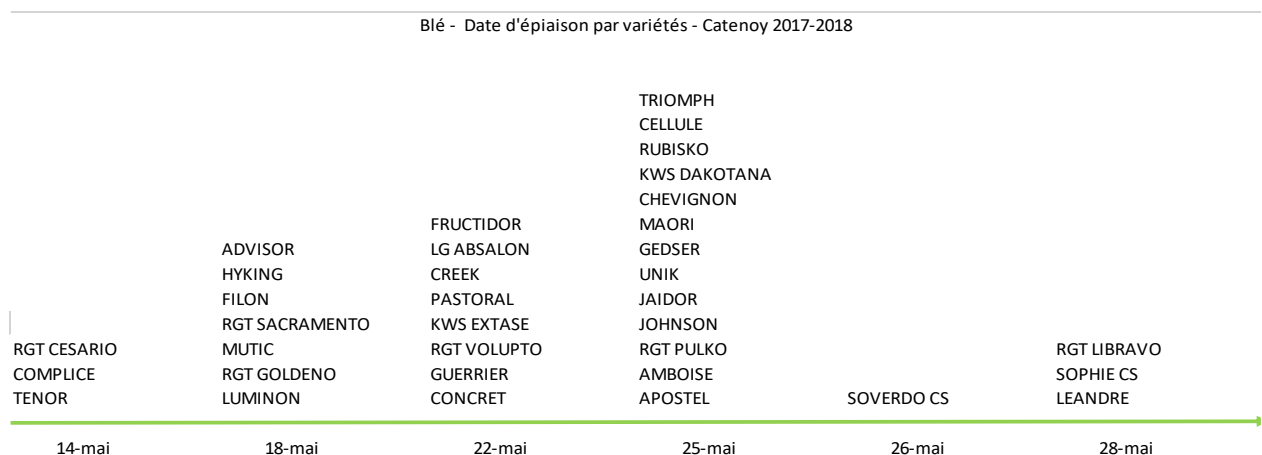 Blé - Date d'épiaison par variétés - Catenoy 2017-2018
TRIOMPH
CELLULE
RUBISKO
KWS DAKOTANA
CHEVIGNON
FRUCTIDOR MAORI
ADVISOR LG ABSALON GEDSER
HYKING CREEK UNIK
FILON PASTORAL JAIDOR
RGT SACRAMENTO KWS EXTASE JOHNSON
RGT CESARIO MUTIC RGT VOLUPTO RGT PULKO RGT LIBRAVO
COMPLICE RGT GOLDENO GUERRIER AMBOISE SOPHIE CS
TENOR LUMINON CONCRET APOSTEL SOVERDO CS LEANDRE
14-mai 18-mai 22-mai 25-mai 26-mai 28-mai